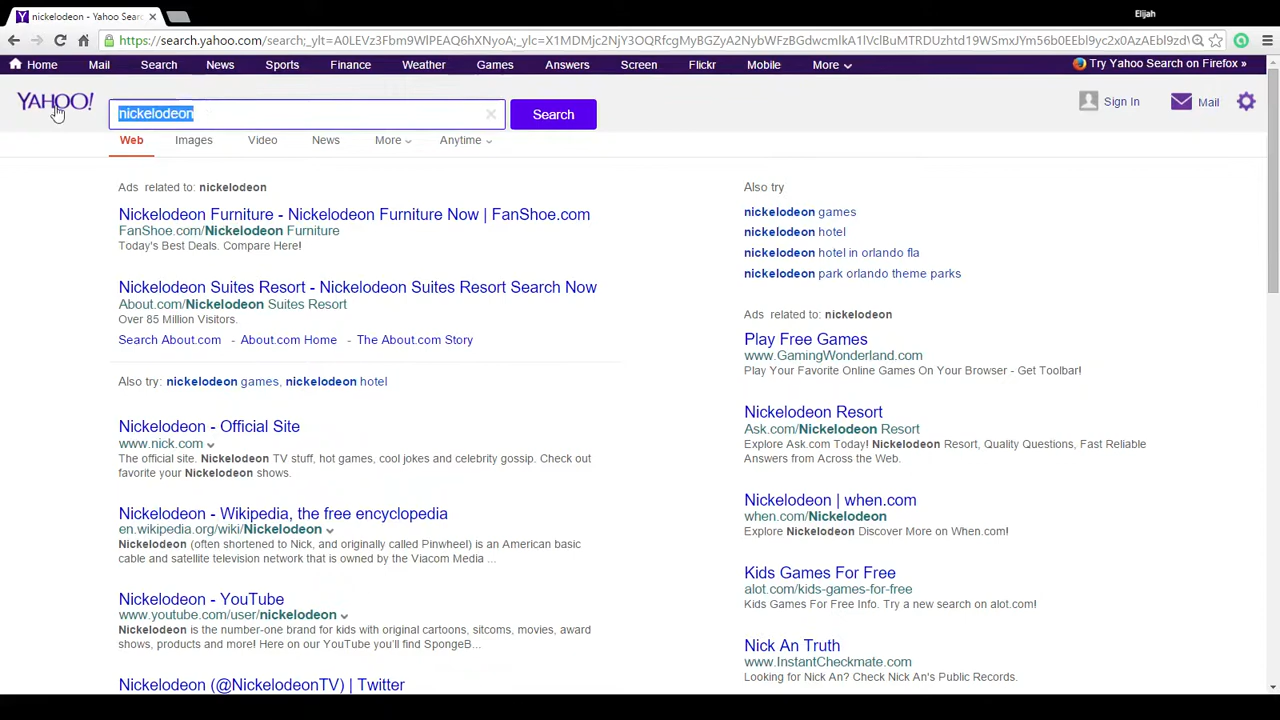 nickelodeon - Yahoo Sear
Elijah
https://search.yahoo.com/search;_ylt=A0LEVz3Fbm9WlPEAQ6hXNyoA;_ylc=X1MDMjc2NjY3OQRfcgMyBGZyA2NybWFzBGdwcmlkA1lVclBuMTRDUzhtd19WSmxJYm56b0EEbl9yc2x0AzAEbl9zd
Home Mail Search News Sports Finance Weather Games Answers Screen Flickr Mobile More Try Yahoo Search on Firefox »
YAHOO! nickelodeon Search Sign In Mail
Web Images Video News More Anytime
Ads related to: nickelodeon
Nickelodeon Furniture - Nickelodeon Furniture Now | FanShoe.com
FanShoe.com/Nickelodeon Furniture
Today's Best Deals. Compare Here!
Nickelodeon Suites Resort - Nickelodeon Suites Resort Search Now
About.com/Nickelodeon Suites Resort
Over 85 Million Visitors.
Search About.com - About.com Home - The About.com Story
Also try: nickelodeon games, nickelodeon hotel
Nickelodeon - Official Site
www.nick.com
The official site. Nickelodeon TV stuff, hot games, cool jokes and celebrity gossip. Check out
favorite your Nickelodeon shows.
Nickelodeon - Wikipedia, the free encyclopedia
en.wikipedia.org/wiki/Nickelodeon
Nickelodeon (often shortened to Nick, and originally called Pinwheel) is an American basic
cable and satellite television network that is owned by the Viacom Media ...
Nickelodeon - YouTube
www.youtube.com/user/nickelodeon
Nickelodeon is the number-one brand for kids with original cartoons, sitcoms, movies, award
shows, products and more! Here on our YouTube you'll find SpongeB...
Nickelodeon (@NickelodeonTV) | Twitter
Also try
nickelodeon games
nickelodeon hotel
nickelodeon hotel in orlando fla
nickelodeon park orlando theme parks
Ads related to: nickelodeon
Play Free Games
www.GamingWonderland.com
Play Your Favorite Online Games On Your Browser - Get Toolbar!
Nickelodeon Resort
Ask.com/Nickelodeon Resort
Explore Ask.com Today! Nickelodeon Resort, Quality Questions, Fast Reliable
Answers from Across the Web.
Nickelodeon | when.com
when.com/Nickelodeon
Explore Nickelodeon Discover More on When.com!
Kids Games For Free
alot.com/kids-games-for-free
Kids Games For Free Info. Try a new search on alot.com!
Nick An Truth
www.InstantCheckmate.com
Looking for Nick An? Check Nick An's Public Records.